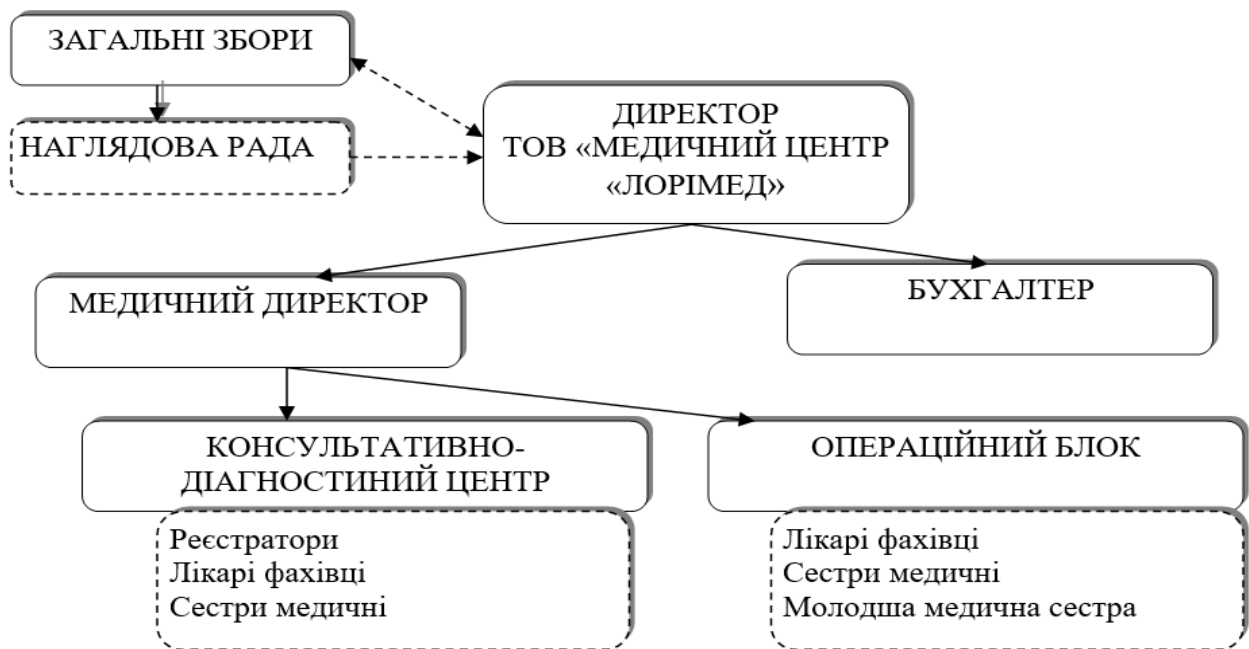 ЗАГАЛЬНІ ЗБОРИ
НАГЛЯДОВА РАДА
ДИРЕКТОР
ТОВ «МЕДИЧНИЙ ЦЕНТР
«ЛОРІМЕД»
МЕДИЧНИЙ ДИРЕКТОР
БУХГАЛТЕР
КОНСУЛЬТАТИВНО-
ДІАГНОСТИНИЙ ЦЕНТР
Реєстратори
Лікарі фахівці
Сестри медичні
ОПЕРАЦІЙНИЙ БЛОК
Лікарі фахівці
Сестри медичні
Молодша медична сестра